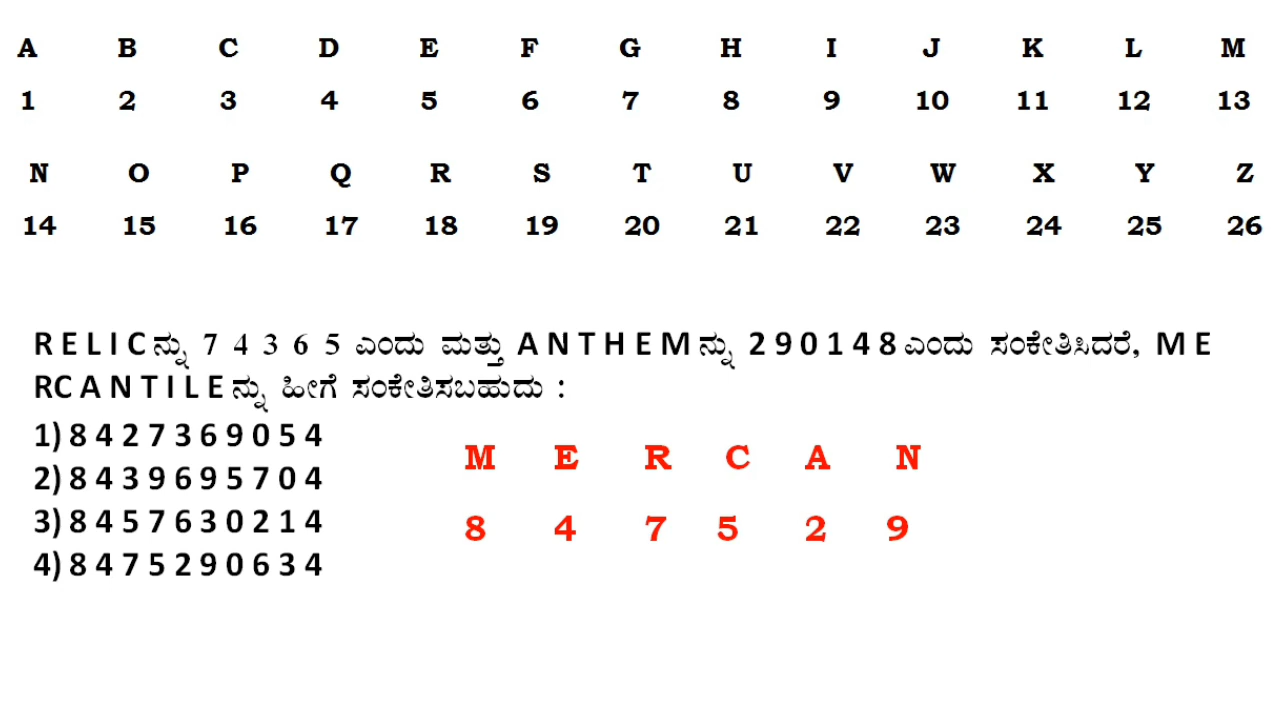 A B C D E F G H I J K L M
1 2 3 4 5 6 7 8 9 10 11 12 13
N O P Q R S T U V W X Y Z
14 15 16 17 18 19 20 21 22 23 24 25 26
R E L I C ನ್ನು 7 4 3 6 5 ಎಂದು ಮತ್ತು A N T H E M ನ್ನು 2 9 0 1 4 8 ಎಂದು ಸಂಕೇತಿಸಿದರೆ, M E
RC A N T I L E ನ್ನು ಹೀಗೆ ಸಂಕೇತಿಸಬಹುದು :
1) 8 4 2 7 3 6 9 0 5 4
2) 8 4 3 9 6 9 5 7 0 4
3) 8 4 5 7 6 3 0 2 1 4
4) 8 4 7 5 2 9 0 6 3 4
M E R C A N
8 4 7 5 2 9